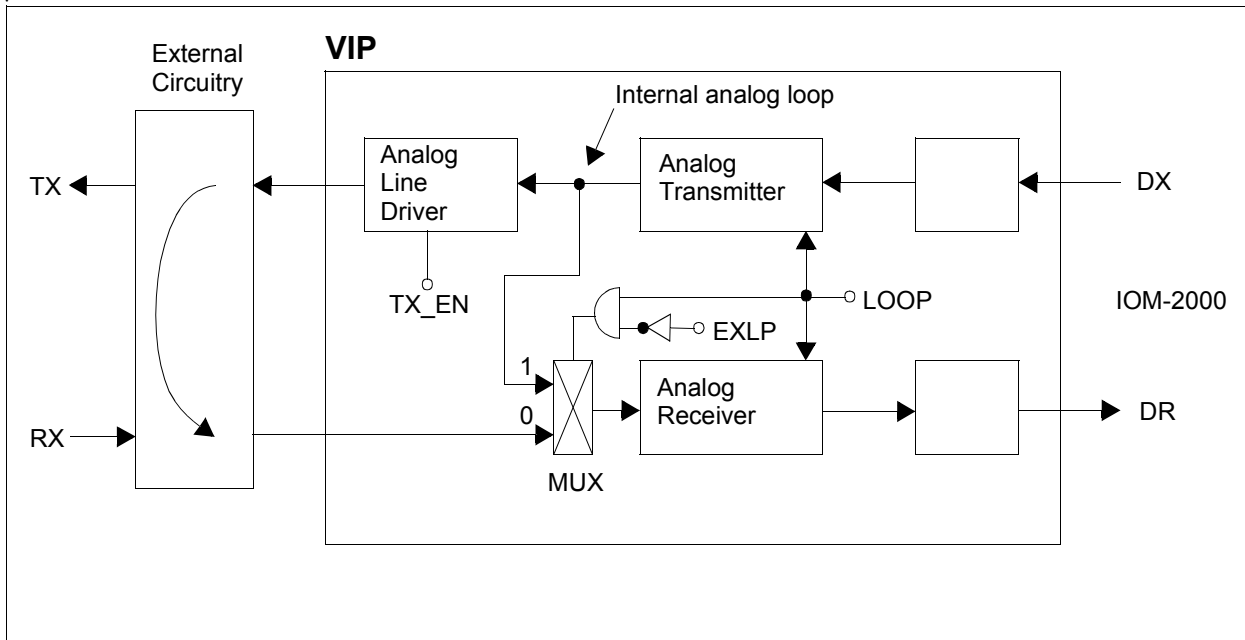 External
Circuitry
VIP
Internal analog loop
Analog
Line
Driver
Analog
Transmitter
TX
DX
TX_EN
LOOP
IOM-2000
EXLP
1
0
Analog
Receiver
RX
DR
MUX